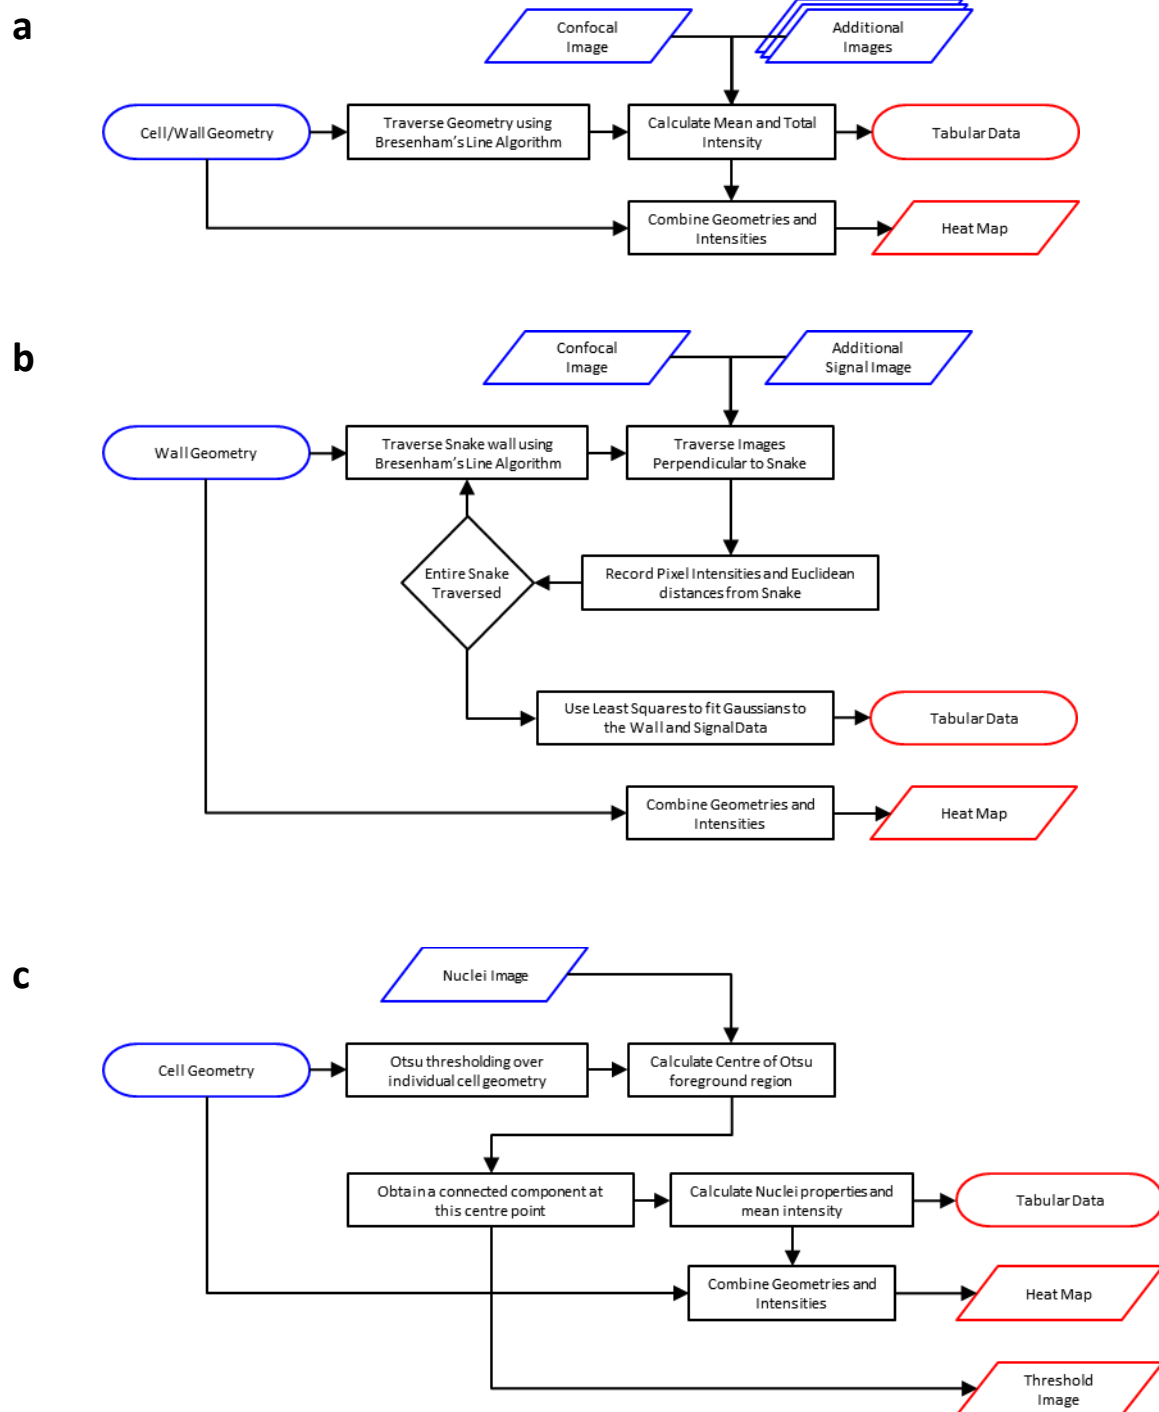 a
Confocal
Image
Additional
Images
Cell/Wall Geometry
Traverse Geometry using
Bresenham's Line Algorithm
Calculate Mean and Total
Intensity
Tabular Data
Combine Geometries and
Intensities
Heat Map
b
Confocal
Image
Additional
Signal Image
Wall Geometry
Traverse Snake wall using
Bresenham's Line Algorithm
Traverse Images
Perpendicular to Snake
Entire Snake
Traversed
Record Pixel Intensities and Euclidean
distances from Snake
Use Least Squares to fit Gaussians to
the Wall and Signal Data
Tabular Data
Combine Geometries and
Intensities
Heat Map
c
Nuclei Image
Cell Geometry
Otsu thresholding over
individual cell geometry
Calculate Centre of Otsu
foreground region
Obtain a connected component at
this centre point
Calculate Nuclei properties and
mean intensity
Tabular Data
Combine Geometries and
Intensities
Heat Map
Threshold
Image